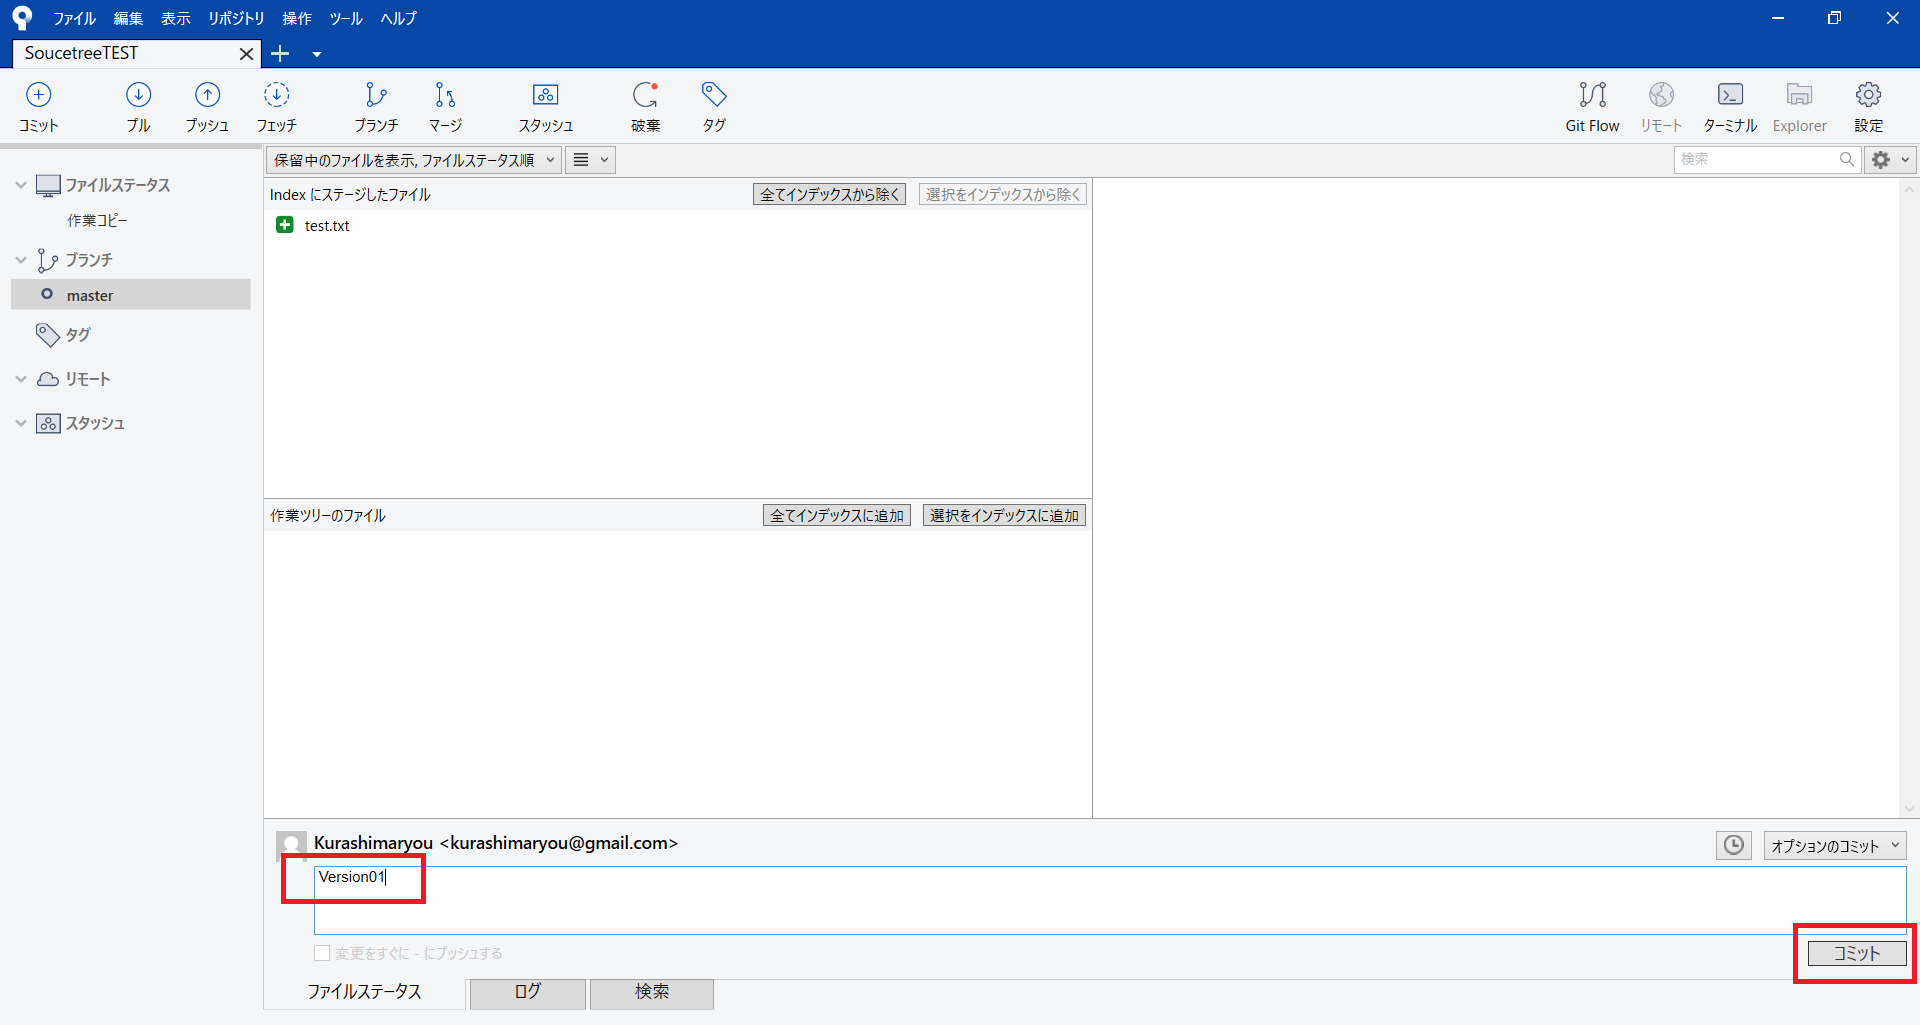 ファイル 編集 表示 リポジトリ 操作 ツール ヘルプ
SoucetreeTEST
コミット プル プッシュ フェッチ ブランチ マージ スタッシュ 破棄 タグ Git Flow リモート ターミナル Explorer 設定
保留中のファイルを表示, ファイルステータス順 検索
ファイルステータス
作業コピー
ブランチ
master
タグ
リモート
スタッシュ
Index にステージしたファイル 全てインデックスから除く 選択をインデックスから除く
test.txt
作業ツリーのファイル 全てインデックスに追加 選択をインデックスに追加
Kurashimaryou <kurashimaryou@gmail.com> オプションのコミット
Version01
変更をすぐに - にプッシュする コミット
ファイルステータス ログ 検索